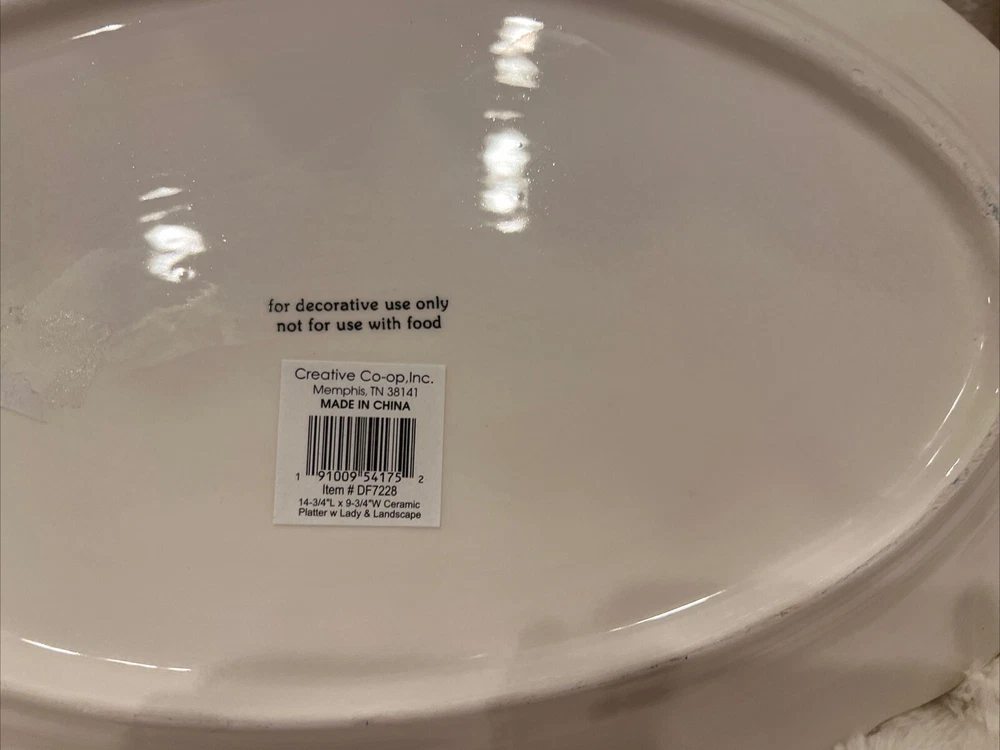 for decorative use only
not for use with food
Creative Co-op,Inc.
Memphis, TN 38141
MADE IN CHINA
1 91009 54175 2
Item # DF7228
14-3/4"L x 9-3/4"W Ceramic
Platter w Lady & Landscape